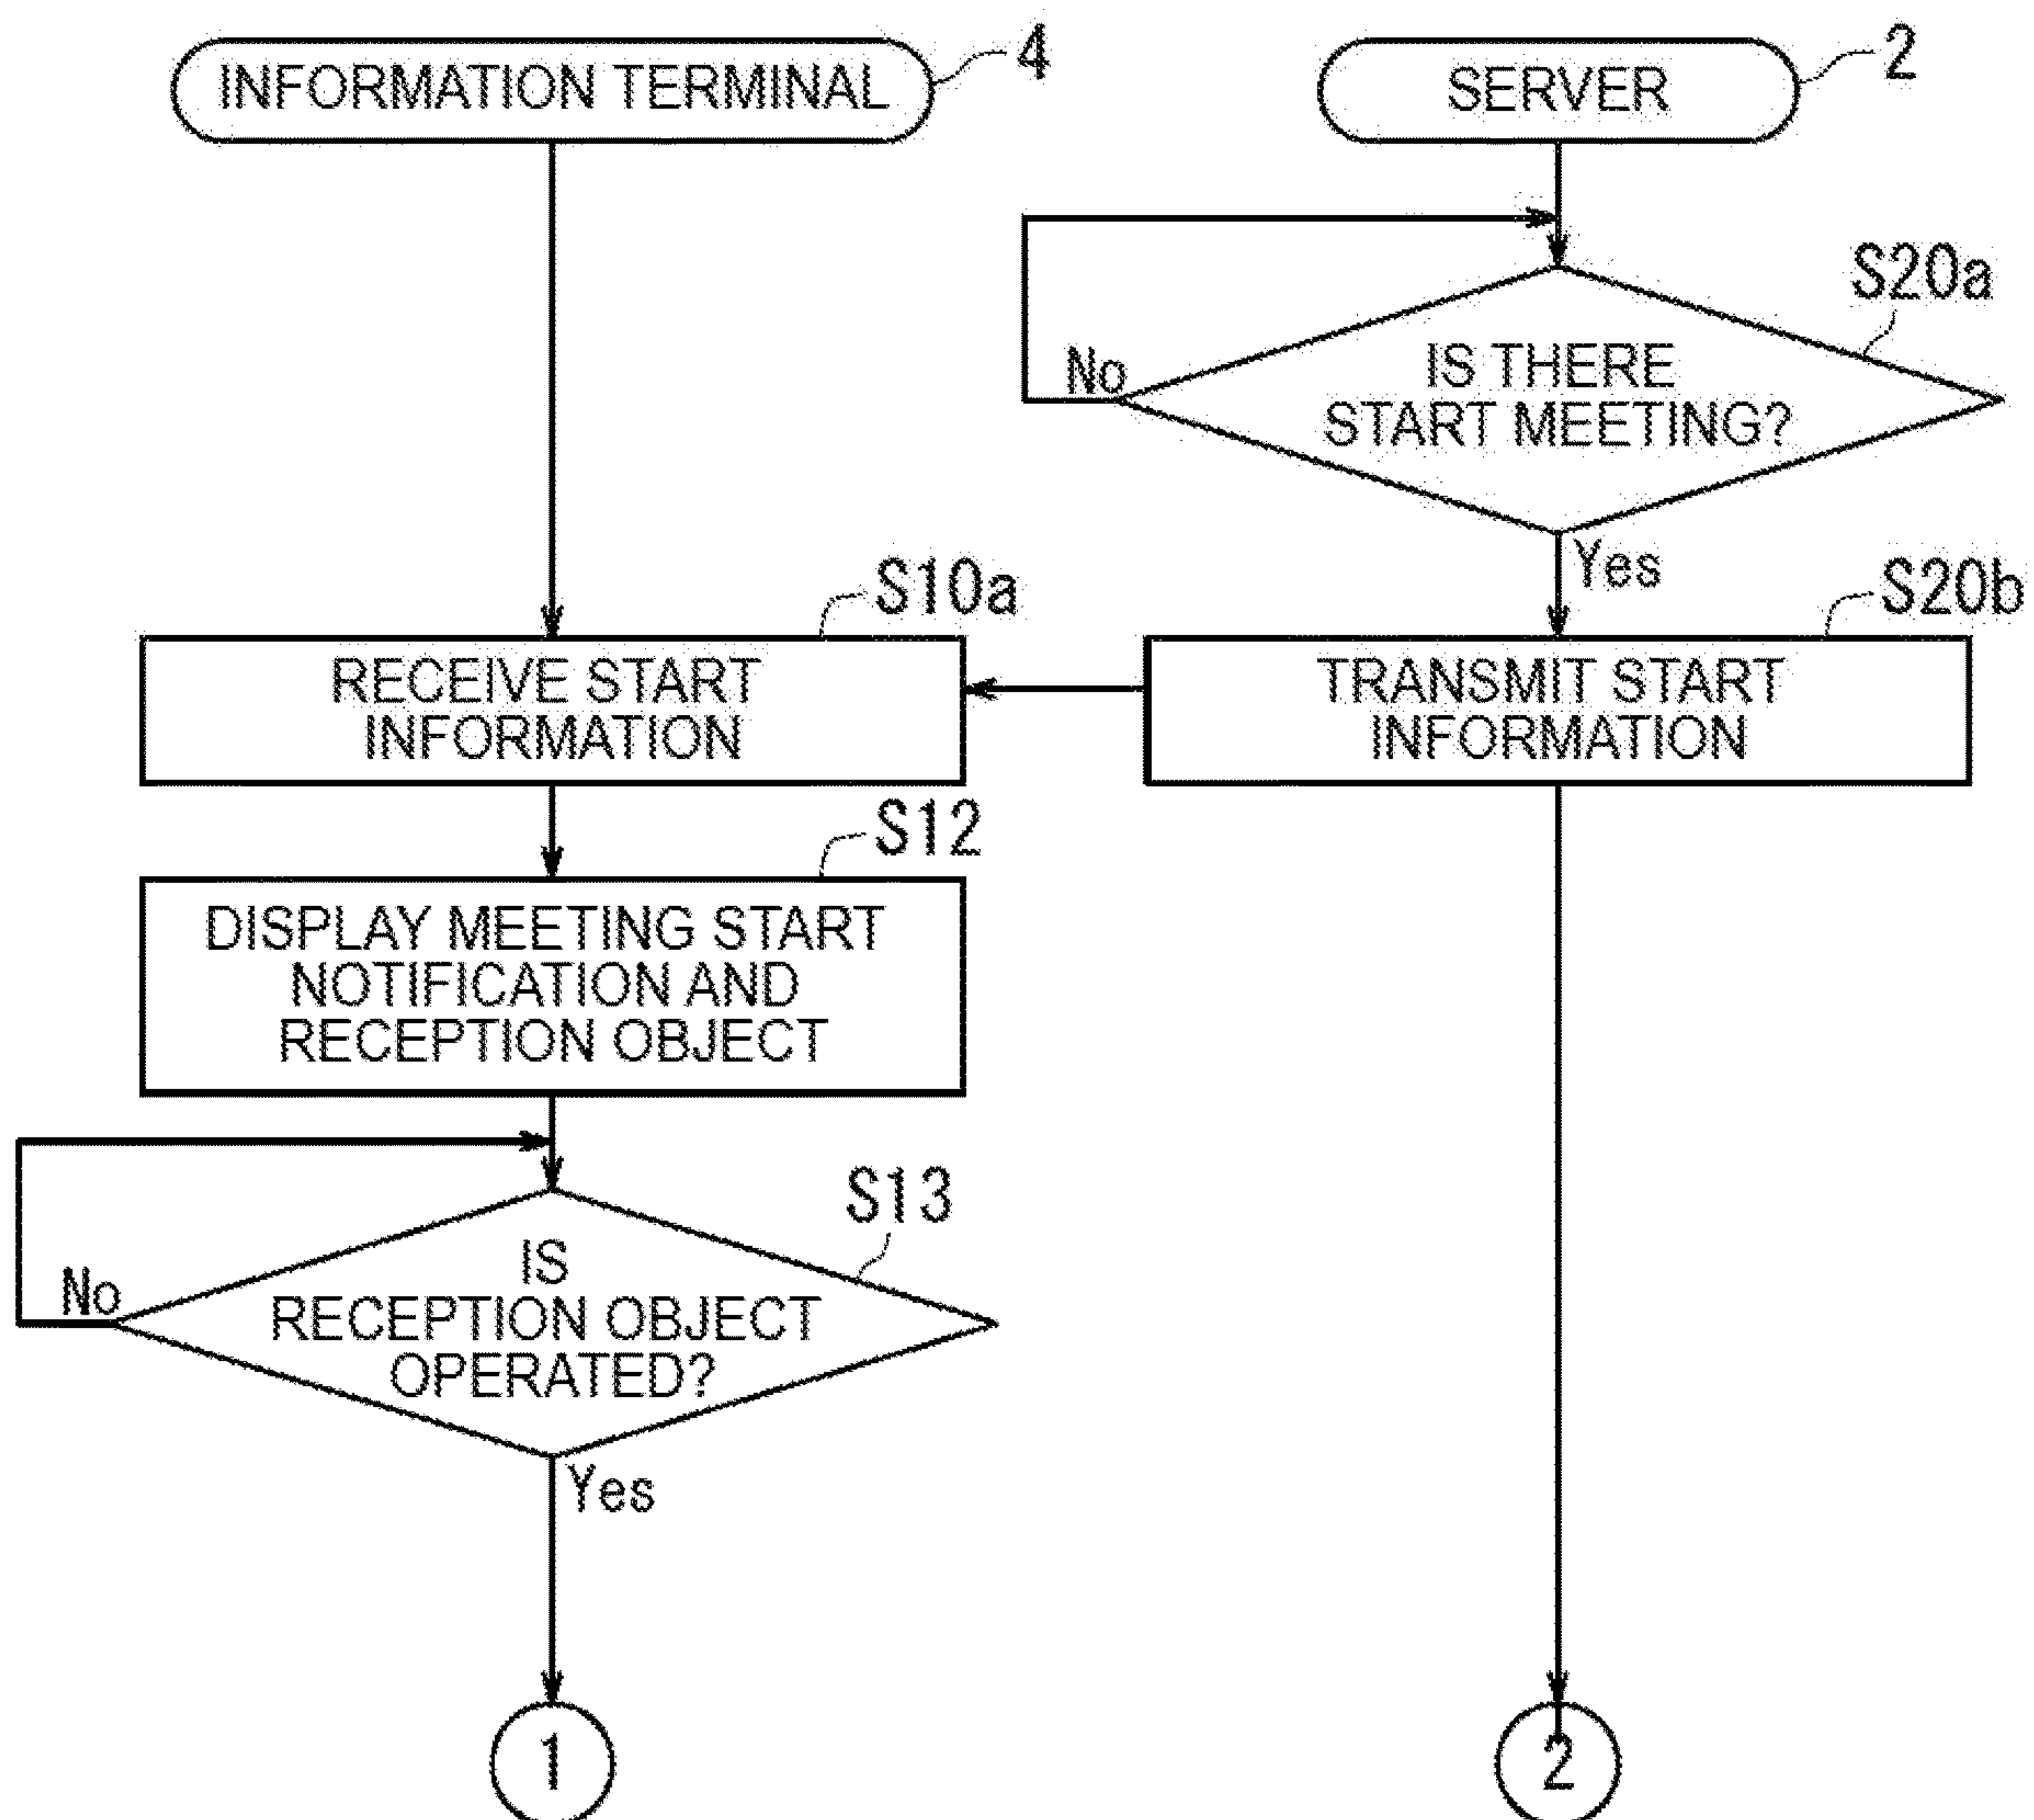 INFORMATION TERMINAL
4
SERVER
2
S20a
IS THERE
START MEETING?
No
Yes
S10a
RECEIVE START
INFORMATION
S20b
TRANSMIT START
INFORMATION
S12
DISPLAY MEETING START
NOTIFICATION AND
RECEPTION OBJECT
S13
IS
RECEPTION OBJECT
OPERATED?
No
Yes
1
2